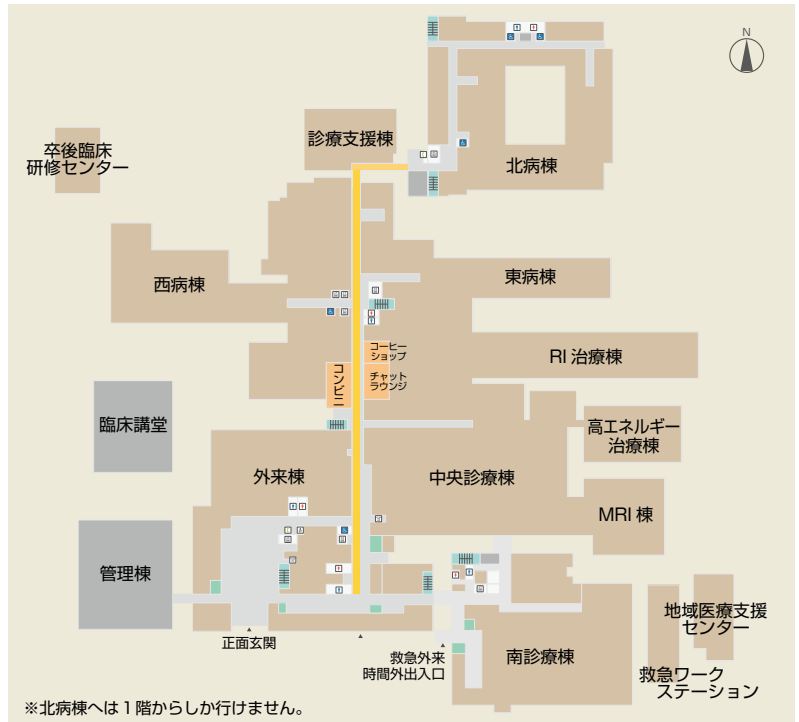 N
診療支援棟
卒後臨床
研修センター
北病棟
西病棟
東病棟
コーヒー
ショップ
RI 治療棟
コンビニ
チャット
ラウンジ
臨床講堂
高エネルギー
治療棟
外来棟
中央診療棟
MRI 棟
管理棟
地域医療支援
センター
正面玄関
救急外来
時間外出入口
南診療棟
救急ワーク
ステーション
※北病棟へは 1 階からしか行けません。